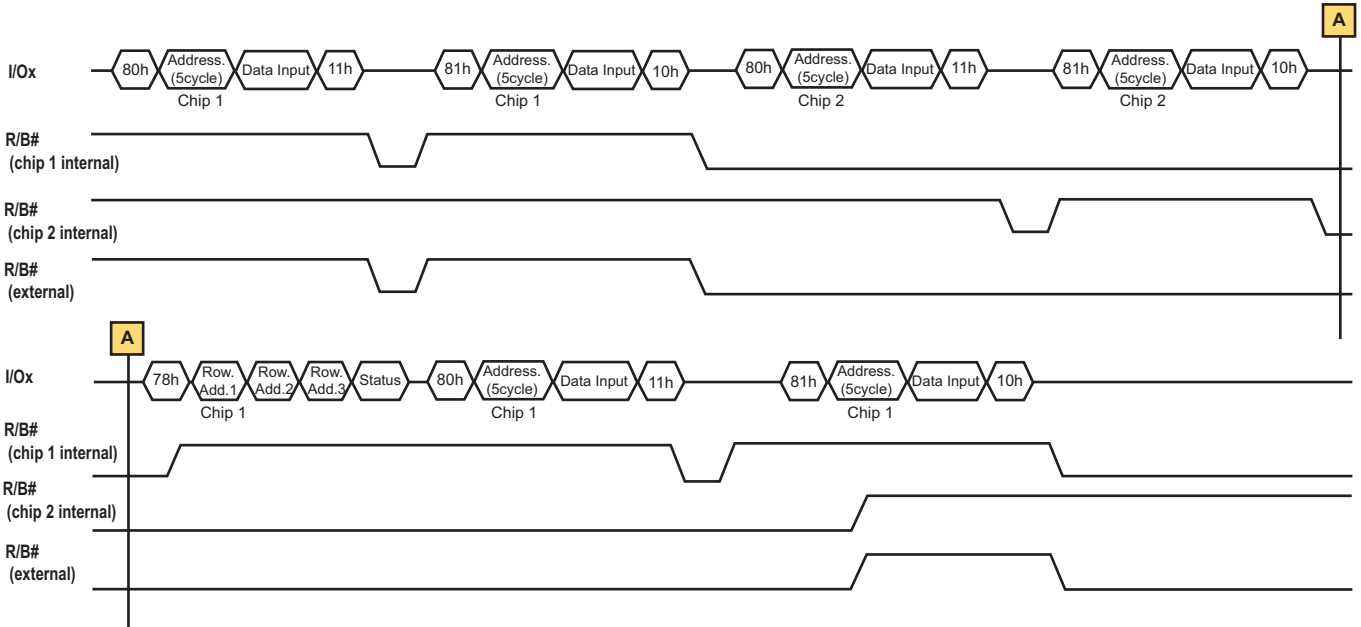 A
I/Ox 80h Address. (5cycle) Data Input 11h 81h Address. (5cycle) Data Input 10h 80h Address. (5cycle) Data Input 11h 81h Address. (5cycle) Data Input 10h
Chip 1 Chip 1 Chip 2 Chip 2
R/B#
(chip 1 internal)
R/B#
(chip 2 internal)
R/B#
(external)
A
I/Ox 78h Row. Add.1 Row. Add.2 Row. Add.3 Status 80h Address. (5cycle) Data Input 11h 81h Address. (5cycle) Data Input 10h
Chip 1 Chip 1 Chip 1
R/B#
(chip 1 internal)
R/B#
(chip 2 internal)
R/B#
(external)